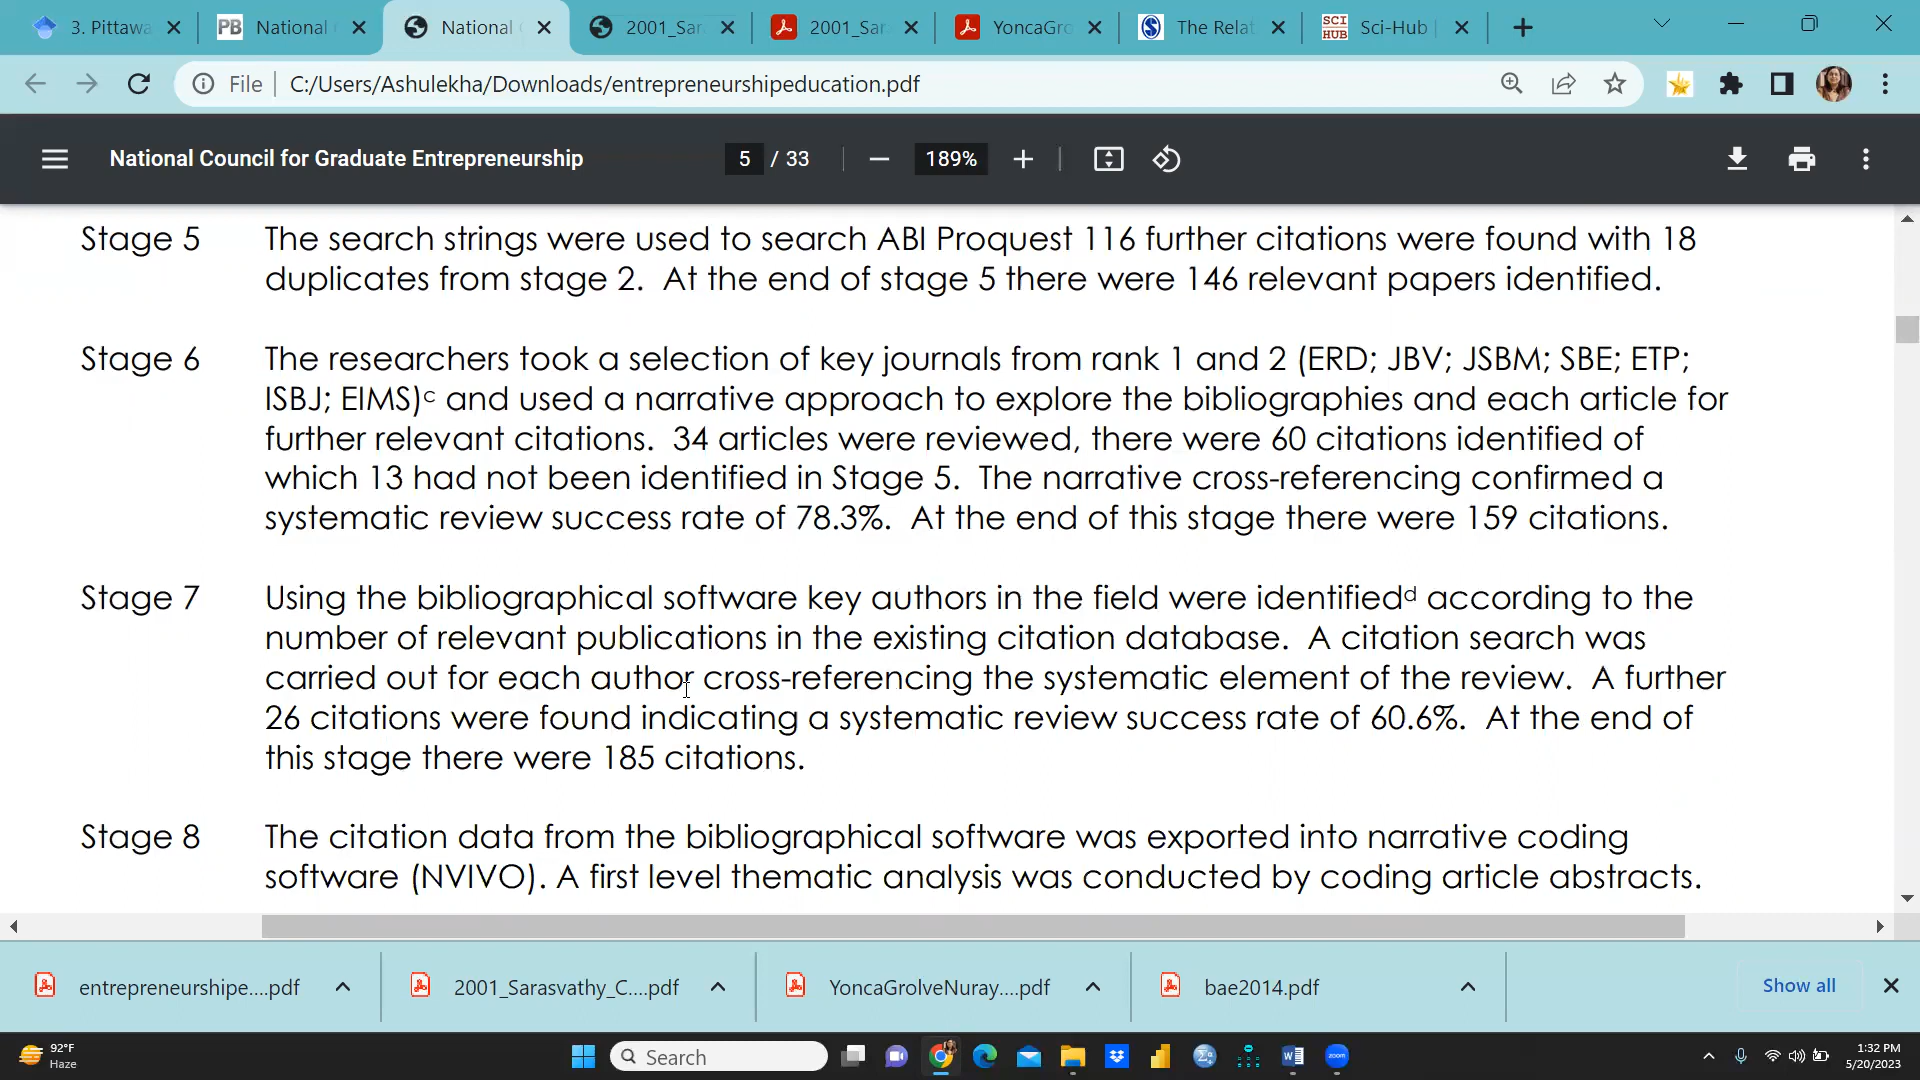 3. Pittawa
National
National
2001_Sar
2001_Sar
YoncaGro
The Relat
SCI HUB
Sci-Hub
File
C:/Users/Ashulekha/Downloads/entrepreneurshipeducation.pdf
National Council for Graduate Entrepreneurship
5 / 33
189%
Stage 5 The search strings were used to search ABI Proquest 116 further citations were found with 18
duplicates from stage 2. At the end of stage 5 there were 146 relevant papers identified.
Stage 6 The researchers took a selection of key journals from rank 1 and 2 (ERD; JBV; JSBM; SBE; ETP;
ISBJ; EIMS)c and used a narrative approach to explore the bibliographies and each article for
further relevant citations. 34 articles were reviewed, there were 60 citations identified of
which 13 had not been identified in Stage 5. The narrative cross-referencing confirmed a
systematic review success rate of 78.3%. At the end of this stage there were 159 citations.
Stage 7 Using the bibliographical software key authors in the field were identifiedd according to the
number of relevant publications in the existing citation database. A citation search was
carried out for each author cross-referencing the systematic element of the review. A further
26 citations were found indicating a systematic review success rate of 60.6%. At the end of
this stage there were 185 citations.
Stage 8 The citation data from the bibliographical software was exported into narrative coding
software (NVIVO). A first level thematic analysis was conducted by coding article abstracts.
entrepreneurshipe....pdf
2001_Sarasvathy_C....pdf
YoncaGrolveNuray....pdf
bae2014.pdf
Show all
92°F
Haze
Search
zoom
1:32 PM
5/20/2023